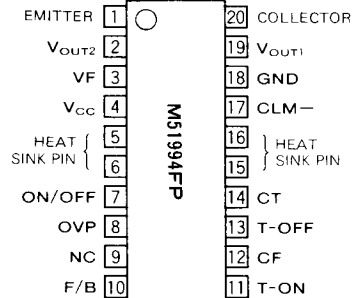 EMITTER 1 20 COLLECTOR
VOUT2 2 19 VOUT1
VF 3 18 GND
VCC 4 17 CLM−
HEAT SINK PIN 5 6 16 15 HEAT SINK PIN
M51994FP
ON/OFF 7 14 CT
OVP 8 13 T-OFF
NC 9 12 CF
F/B 10 11 T-ON